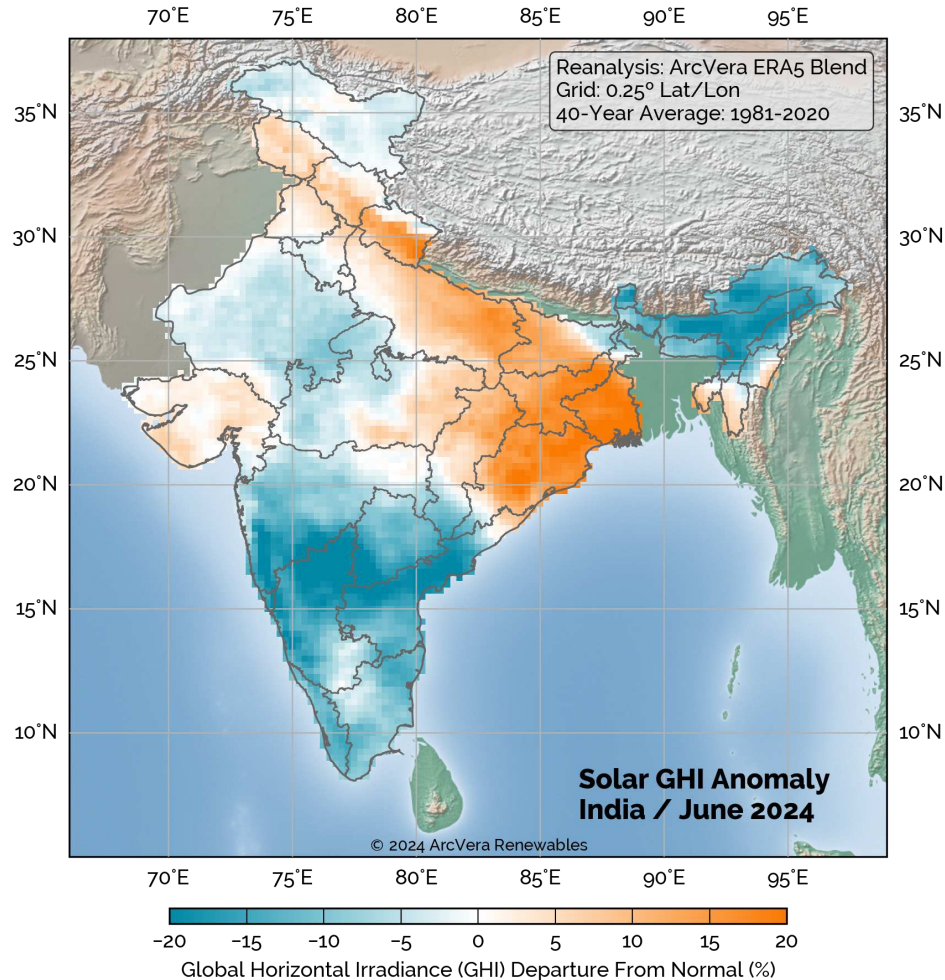 70°E 75°E 80°E 85°E 90°E 95°E
Reanalysis: ArcVera ERA5 Blend
Grid: 0.25º Lat/Lon
40-Year Average: 1981-2020
35°N 35°N
30°N 30°N
25°N 25°N
20°N 20°N
15°N 15°N
10°N 10°N
Solar GHI Anomaly
India / June 2024
© 2024 ArcVera Renewables
70°E 75°E 80°E 85°E 90°E 95°E
−20 −15 −10 −5 0 5 10 15 20
Global Horizontal Irradiance (GHI) Departure From Normal (%)